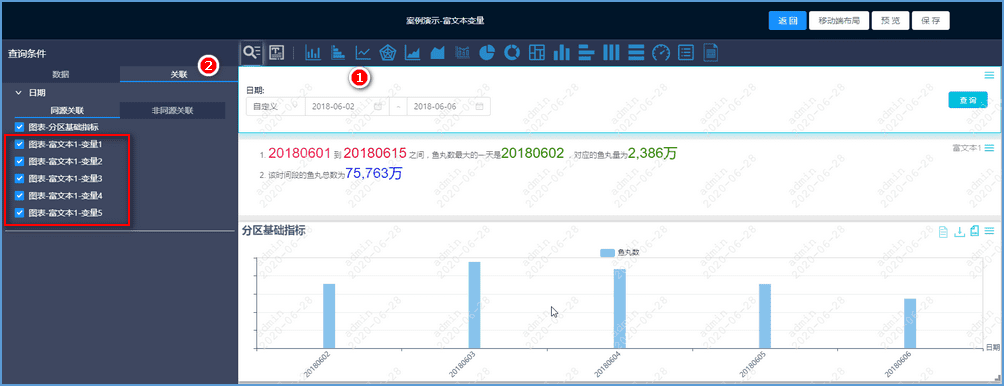 案例演示-富文本变量
返 回
移动端布局
预 览
保 存
查询条件
数据
关联
2
日期
同源关联
非同源关联
图表-分区基础指标
图表-富文本1-变量1
图表-富文本1-变量2
图表-富文本1-变量3
图表-富文本1-变量4
图表-富文本1-变量5
1
日期:
自定义 2018-06-02 - 2018-06-06
查 询
富文本1
1. 20180601 到 20180615 之间，鱼丸数最大的一天是20180602 ，对应的鱼丸量为2,386万
2. 该时间段的鱼丸总数为75,763万
分区基础指标
鱼丸数
日期
20180602
20180603
20180604
20180605
20180606
admin
2020-06-28